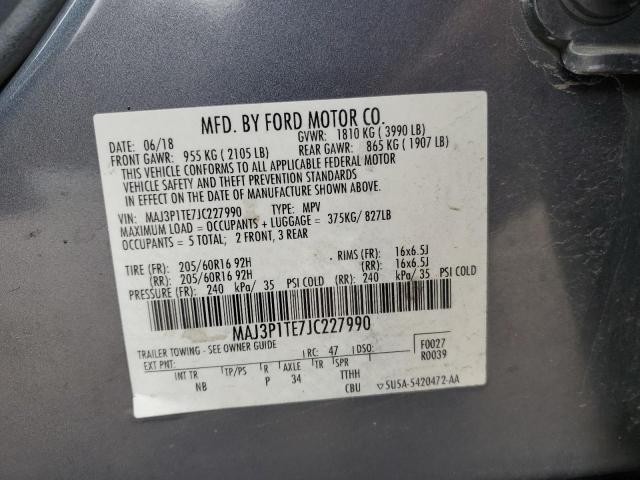 MFD. BY FORD MOTOR CO.
DATE: 06/18 GVWR: 1810 KG ( 3990 LB)
FRONT GAWR: 955 KG ( 2105 LB) REAR GAWR: 865 KG ( 1907 LB)
THIS VEHICLE CONFORMS TO ALL APPLICABLE FEDERAL MOTOR
VEHICLE SAFETY AND THEFT PREVENTION STANDARDS
IN EFFECT ON THE DATE OF MANUFACTURE SHOWN ABOVE.
VIN: MAJ3P1TE7JC227990 TYPE: MPV
MAXIMUM LOAD = OCCUPANTS + LUGGAGE = 375KG/ 827LB
OCCUPANTS = 5 TOTAL; 2 FRONT, 3 REAR
TIRE (FR): 205/60R16 92H RIMS (FR): 16x6.5J
(RR): 205/60R16 92H (RR): 16x6.5J
PRESSURE (FR): 240 kPa/ 35 PSI COLD (RR): 240 kPa/ 35 PSI COLD
MAJ3P1TE7JC227990
TRAILER TOWING - SEE OWNER GUIDE RC: 47 DSO: F0027
EXT PNT: R0039
INT TR TP/PS R AXLE TR SPR
NB P 34 TTHH
CBU ▽5U5A-5420472-AA